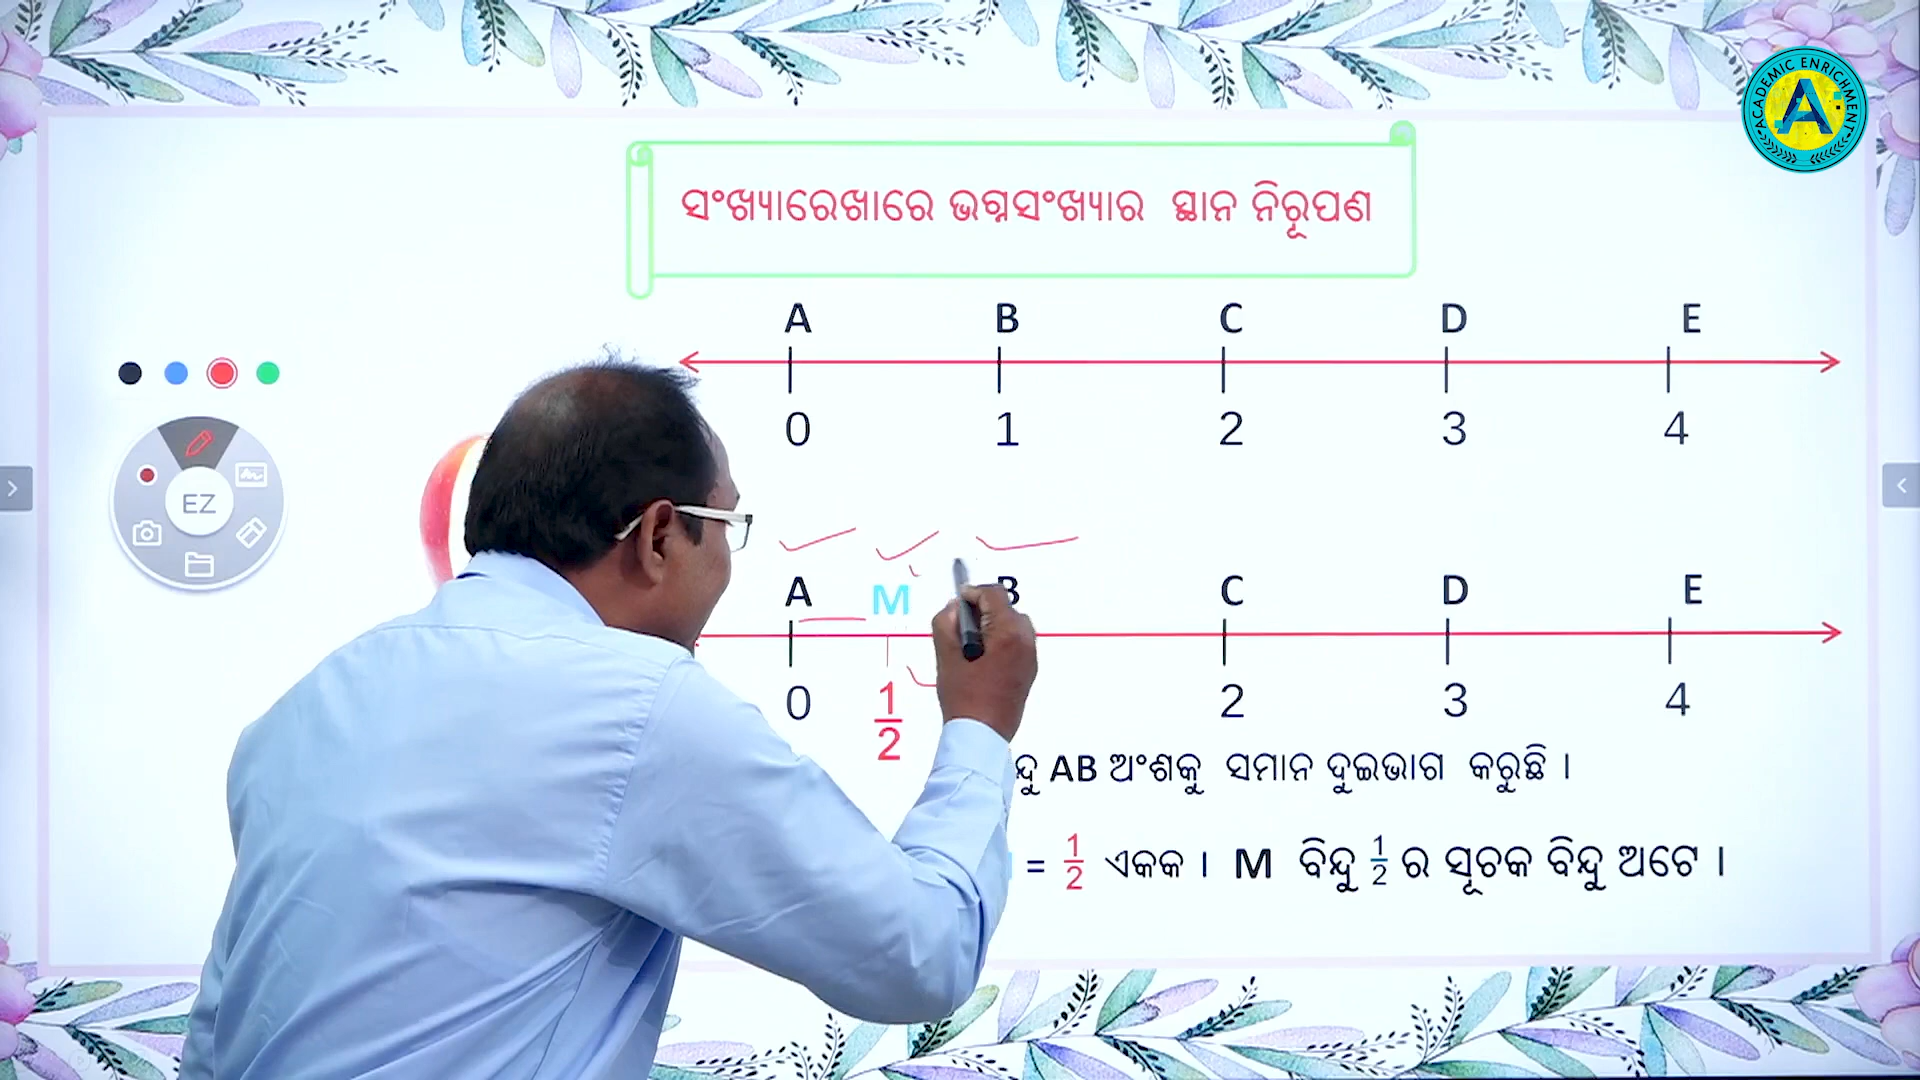 ACADEMIC ENRICHMENT
A
ସଂଖ୍ୟାରେଖାରେ ଭଗ୍ନସଂଖ୍ୟାର ସ୍ଥାନ ନିରୂପଣ
A B C D E
0 1 2 3 4
EZ
A M B C D E
0 1/2 2 3 4
AB ଅଂଶକୁ ସମାନ ଦୁଇଭାଗ କରୁଛି ।
= 1/2 ଏକକ । M ବିନ୍ଦୁ 1/2 ର ସୂଚକ ବିନ୍ଦୁ ଅଟେ ।